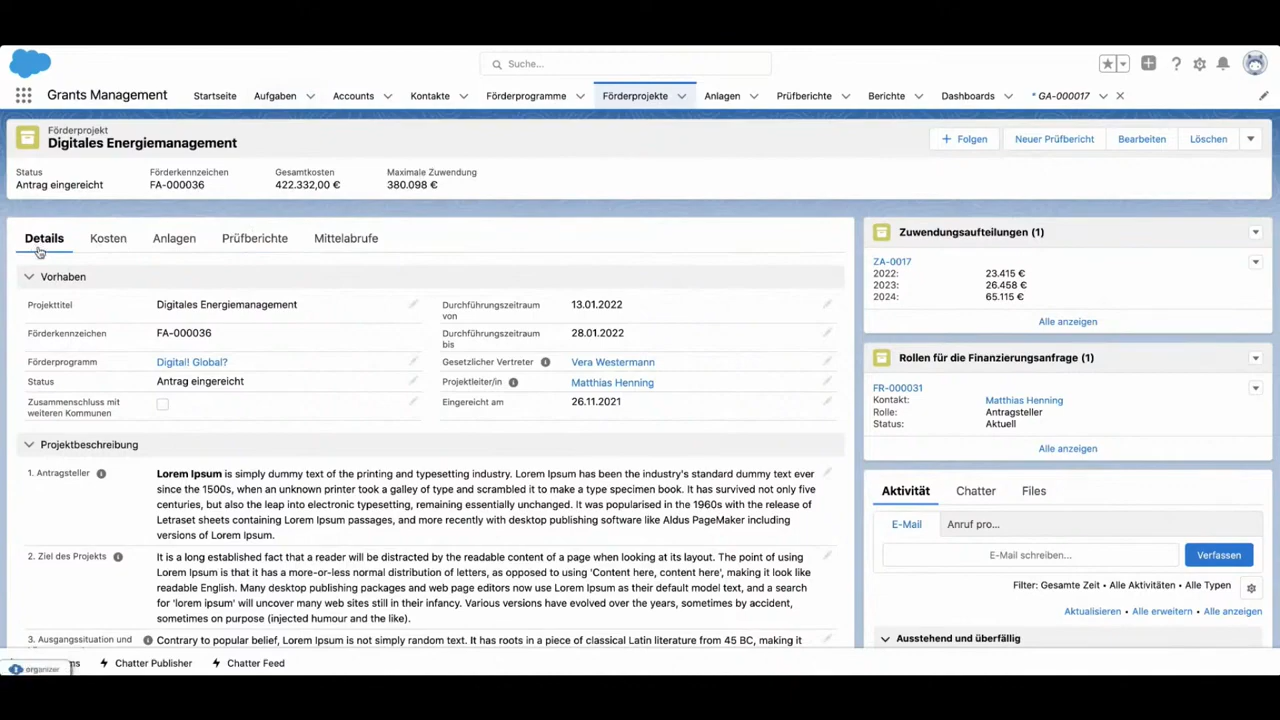 Suche...
Grants Management
Startseite
Aufgaben
Accounts
Kontakte
Förderprogramme
Förderprojekte
Anlagen
Prüfberichte
Berichte
Dashboards
* GA-000017
Förderprojekt
Digitales Energiemanagement
Folgen
Neuer Prüfbericht
Bearbeiten
Löschen
Status
Förderkennzeichen
Gesamtkosten
Maximale Zuwendung
Antrag eingereicht
FA-000036
422.332,00 €
380.098 €
Details
Kosten
Anlagen
Prüfberichte
Mittelabrufe
Vorhaben
Projekttitel
Digitales Energiemanagement
Durchführungszeitraum
von
13.01.2022
Förderkennzeichen
FA-000036
Durchführungszeitraum
bis
28.01.2022
Förderprogramm
Digital! Global?
Gesetzlicher Vertreter
Vera Westermann
Status
Antrag eingereicht
Projektleiter/in
Matthias Henning
Zusammenschluss mit
weiteren Kommunen
Eingereicht am
26.11.2021
Projektbeschreibung
1. Antragsteller
Lorem Ipsum is simply dummy text of the printing and typesetting industry. Lorem Ipsum has been the industry's standard dummy text ever
since the 1500s, when an unknown printer took a galley of type and scrambled it to make a type specimen book. It has survived not only five
centuries, but also the leap into electronic typesetting, remaining essentially unchanged. It was popularised in the 1960s with the release of
Letraset sheets containing Lorem Ipsum passages, and more recently with desktop publishing software like Aldus PageMaker including
versions of Lorem Ipsum.
2. Ziel des Projekts
It is a long established fact that a reader will be distracted by the readable content of a page when looking at its layout. The point of using
Lorem Ipsum is that it has a more-or-less normal distribution of letters, as opposed to using 'Content here, content here', making it look like
readable English. Many desktop publishing packages and web page editors now use Lorem Ipsum as their default model text, and a search
for 'lorem ipsum' will uncover many web sites still in their infancy. Various versions have evolved over the years, sometimes by accident,
sometimes on purpose (injected humour and the like).
3. Ausgangssituation und
Contrary to popular belief, Lorem Ipsum is not simply random text. It has roots in a piece of classical Latin literature from 45 BC, making it
Zuwendungsaufteilungen (1)
ZA-0017
2022: 23.415 €
2023: 26.458 €
2024: 65.115 €
Alle anzeigen
Rollen für die Finanzierungsanfrage (1)
FR-000031
Kontakt: Matthias Henning
Rolle: Antragsteller
Status: Aktuell
Alle anzeigen
Aktivität
Chatter
Files
E-Mail
Anruf pro...
E-Mail schreiben...
Verfassen
Filter: Gesamte Zeit • Alle Aktivitäten • Alle Typen
Aktualisieren • Alle erweitern • Alle anzeigen
Ausstehend und überfällig
organizer
Chatter Publisher
Chatter Feed